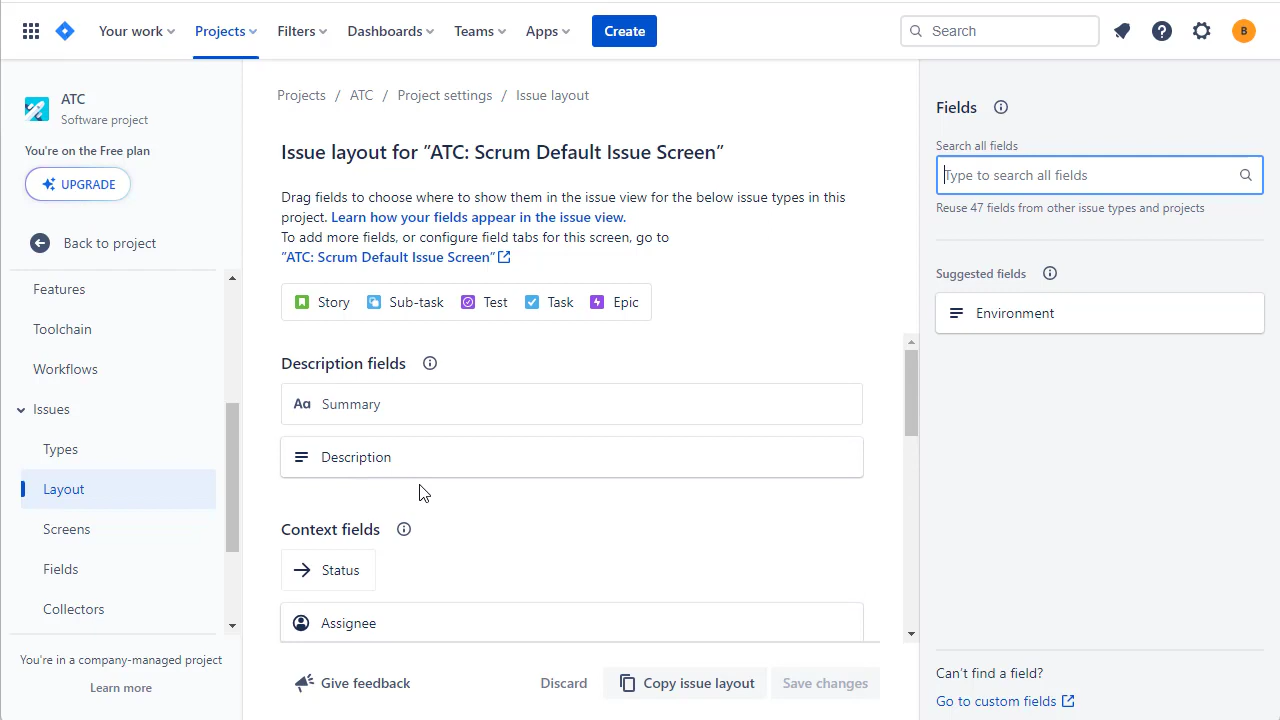 Your work
Projects
Filters
Dashboards
Teams
Apps
Create
Search
B
ATC
Software project
You're on the Free plan
UPGRADE
Back to project
Features
Toolchain
Workflows
Issues
Types
Layout
Screens
Fields
Collectors
You're in a company-managed project
Learn more
Projects / ATC / Project settings / Issue layout
Issue layout for “ATC: Scrum Default Issue Screen”
Drag fields to choose where to show them in the issue view for the below issue types in this
project. Learn how your fields appear in the issue view.
To add more fields, or configure field tabs for this screen, go to
“ATC: Scrum Default Issue Screen”
Story
Sub-task
Test
Task
Epic
Description fields
Aa Summary
Description
Context fields
Status
Assignee
Give feedback
Discard
Copy issue layout
Save changes
Fields
Search all fields
Type to search all fields
Reuse 47 fields from other issue types and projects
Suggested fields
Environment
Can't find a field?
Go to custom fields